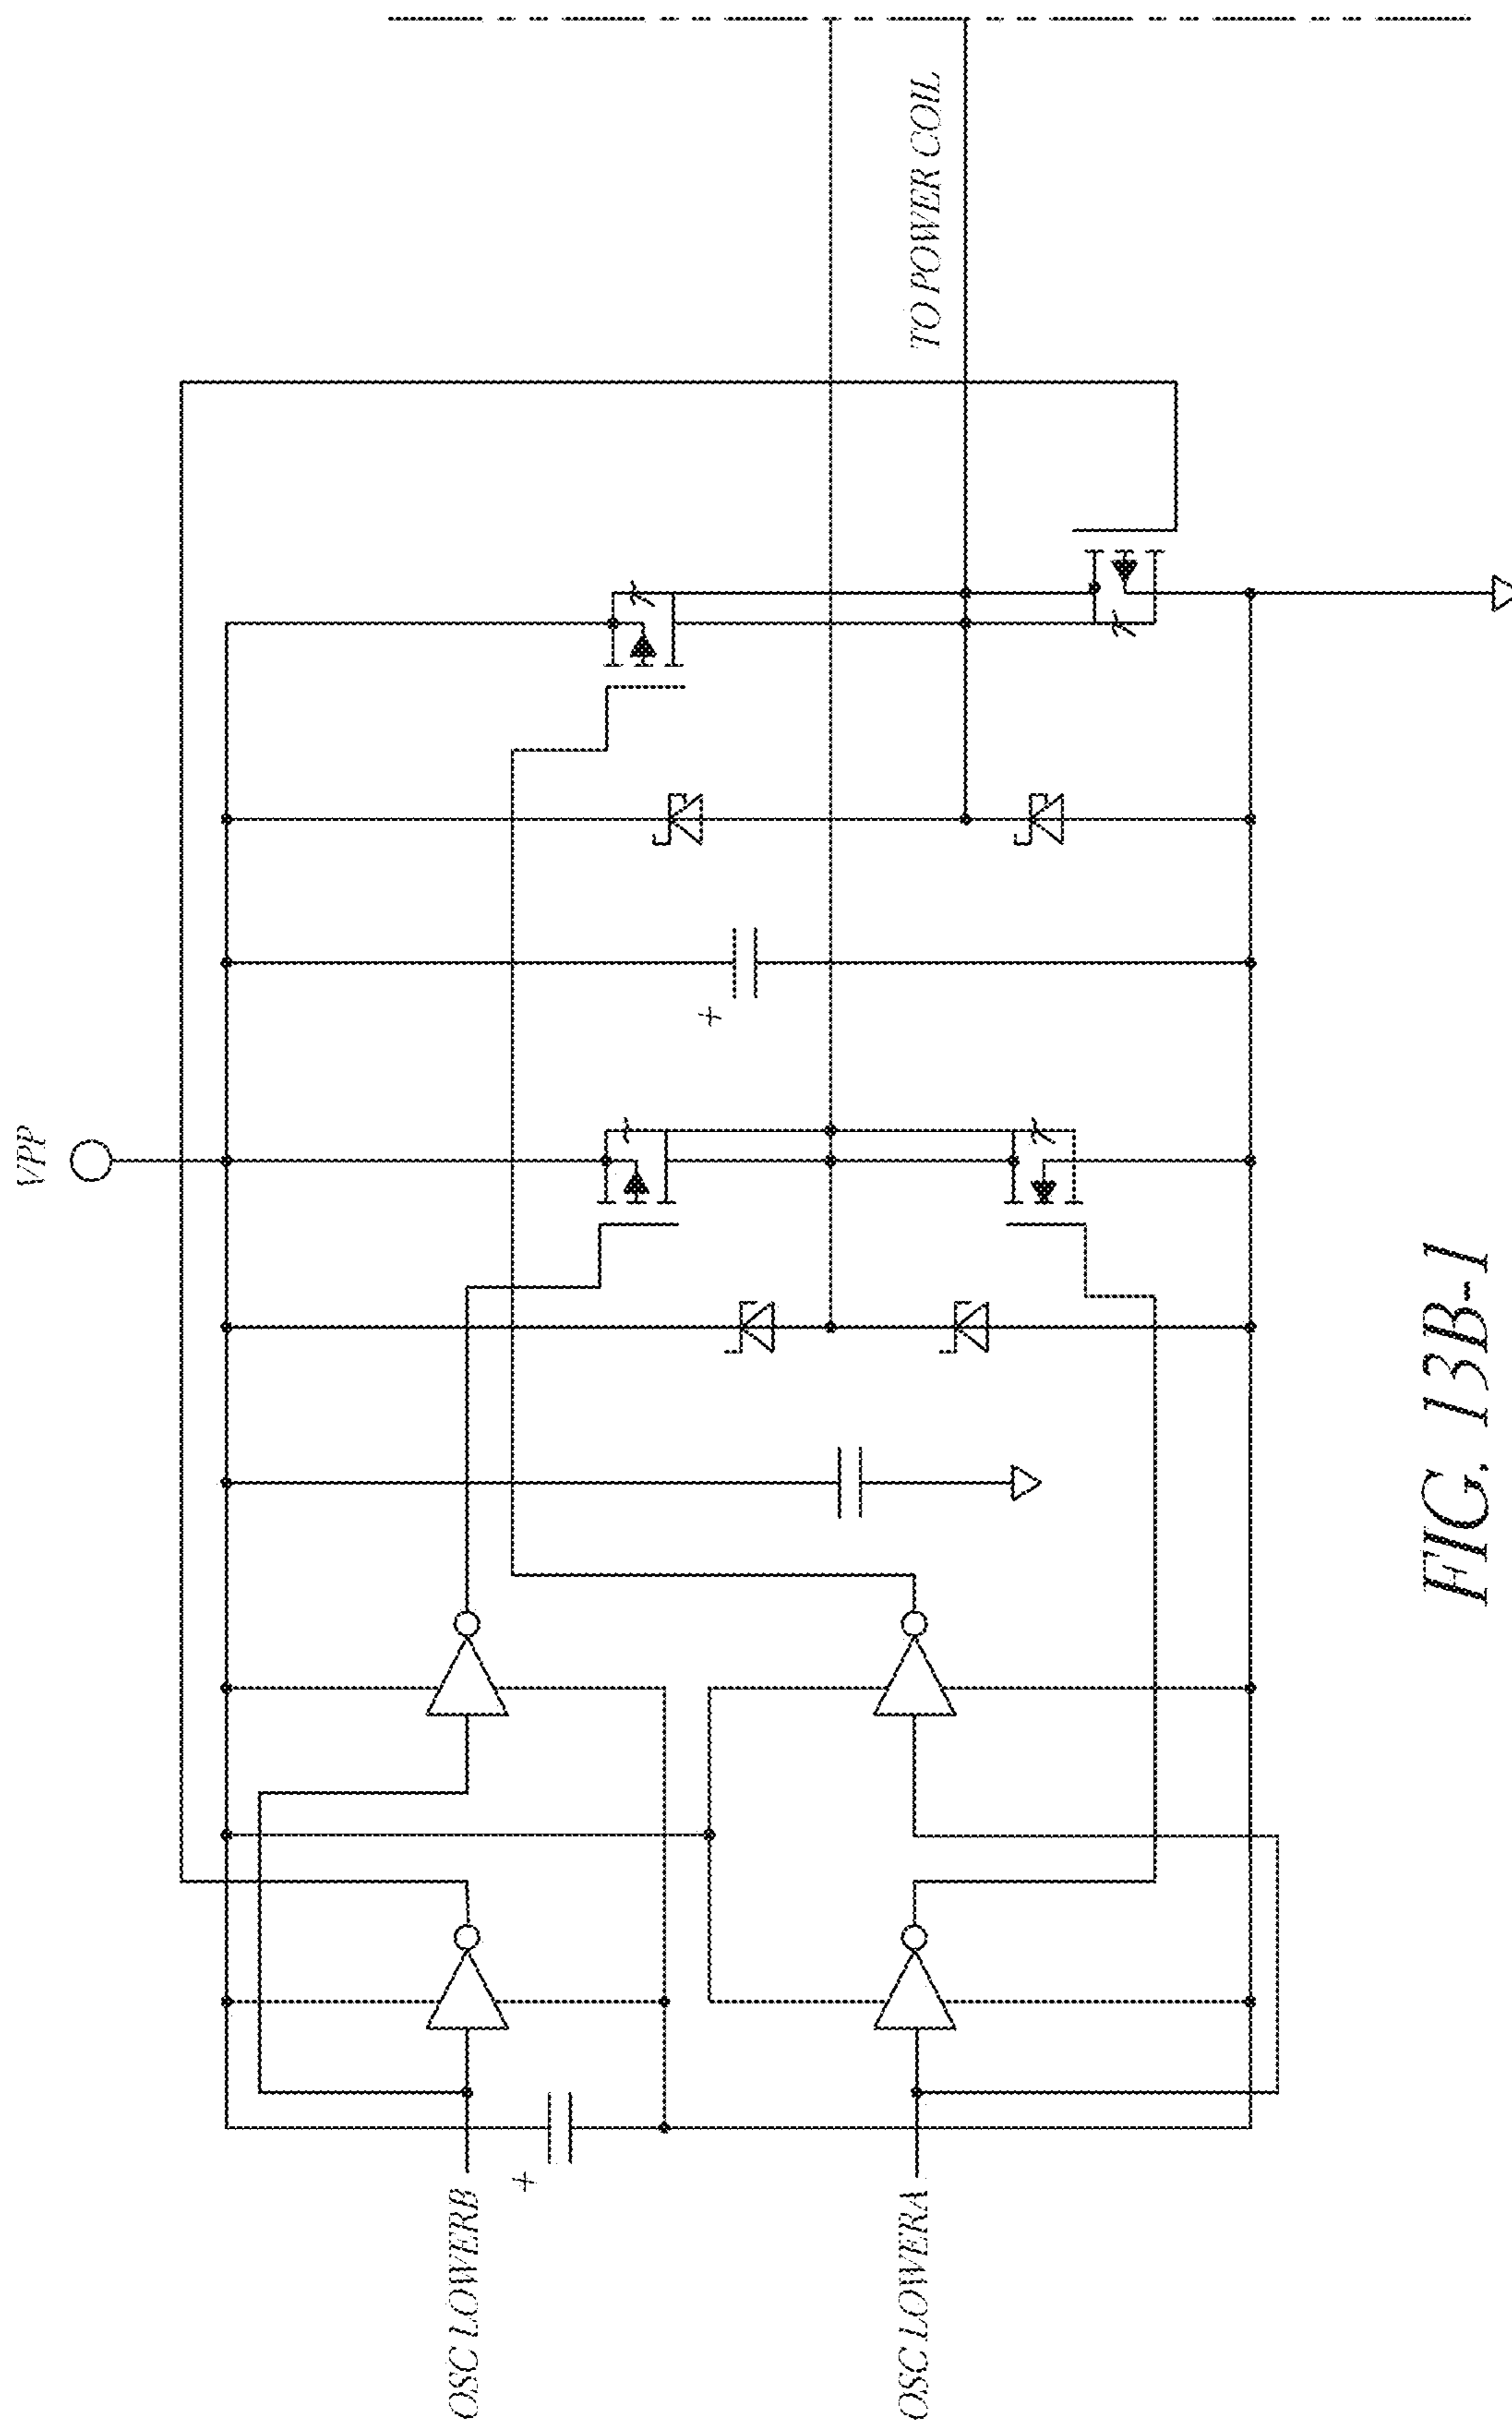 VPP
TO POWER COIL
+
+
OSC LOWERB
OSC LOWERA
FIG. 13B-1